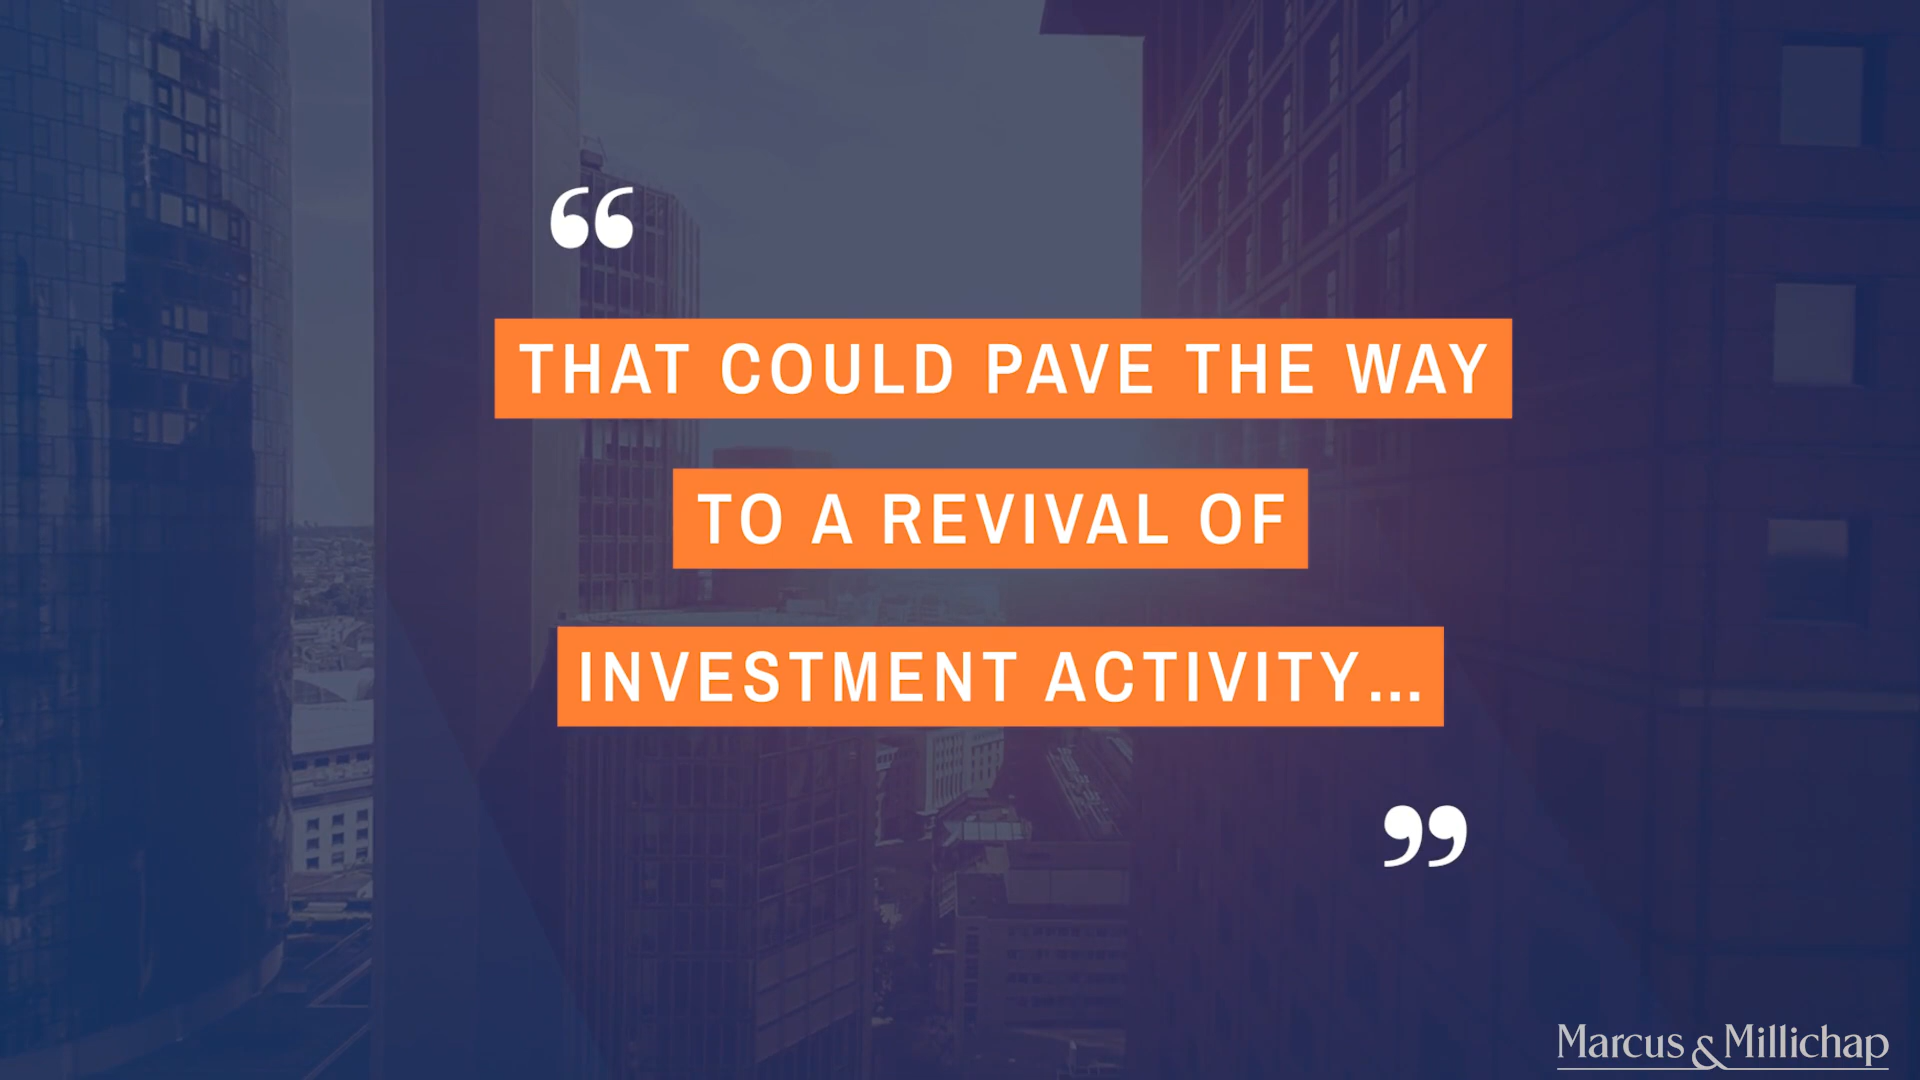 “
THAT COULD PAVE THE WAY
TO A REVIVAL OF
INVESTMENT ACTIVITY...
”
Marcus & Millichap